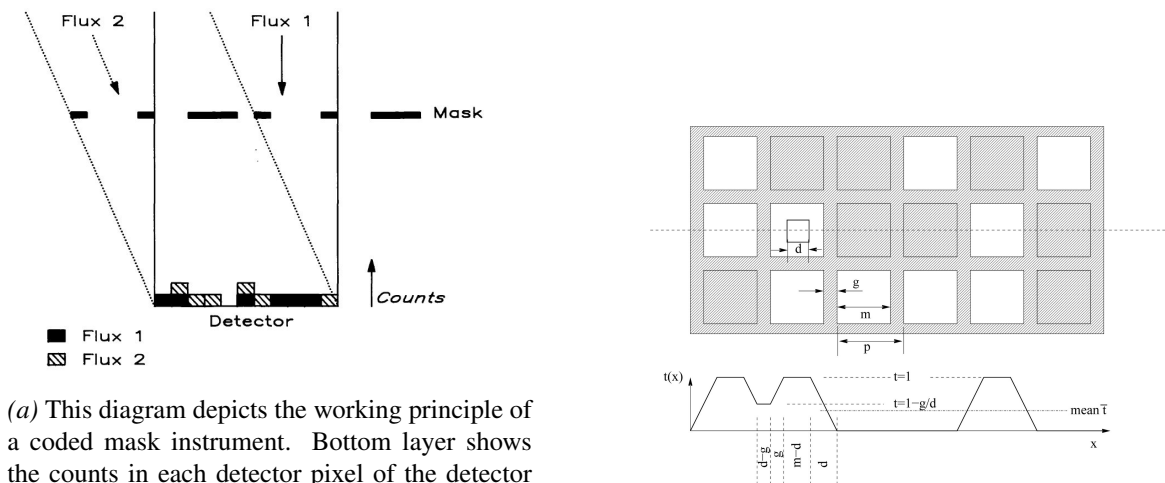 Flux 2
Flux 1
Mask
Counts
Detector
Flux 1
Flux 2
(a) This diagram depicts the working principle of
a coded mask instrument. Bottom layer shows
the counts in each detector pixel of the detector
d
g
m
p
t(x)
t=1
t=1-g/d
mean t̅
x
d-g
g
m-d
d